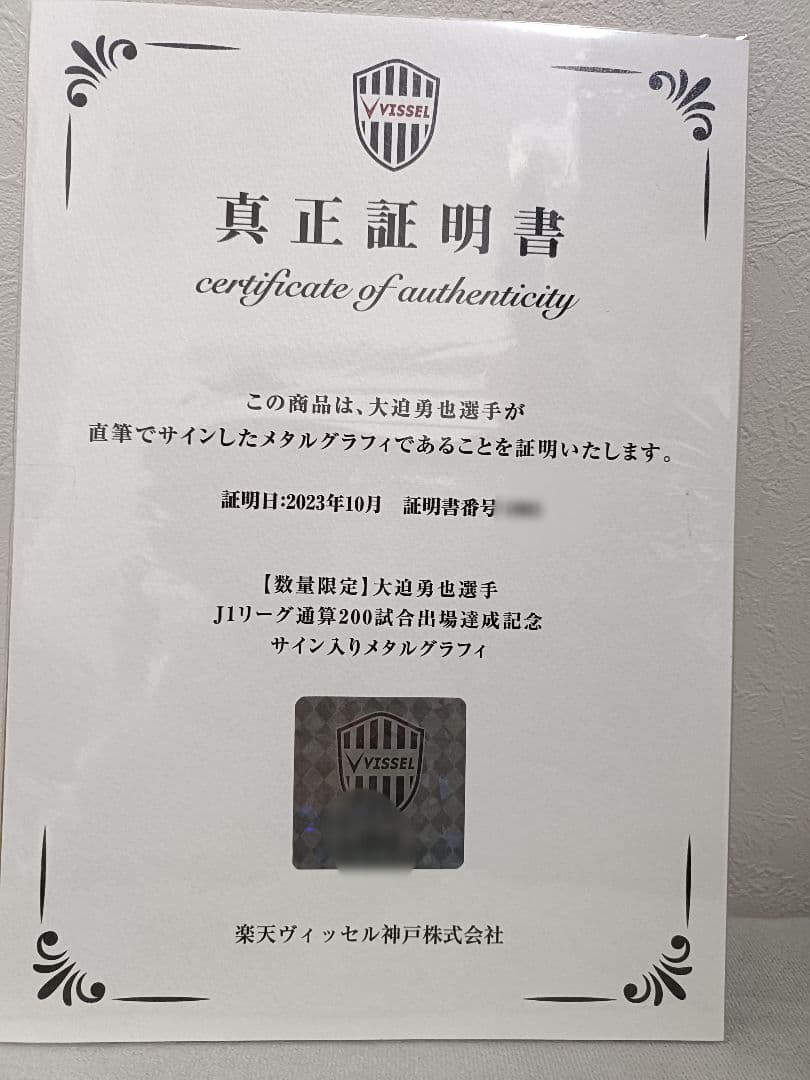 VISSEL
真正証明書
certificate of authenticity
この商品は、大迫勇也選手が
直筆でサインしたメタルグラフィであることを証明いたします。
証明日:2023年10月 証明書番号
【数量限定】大迫勇也選手
J1リーグ通算200試合出場達成記念
サイン入りメタルグラフィ
VISSEL
楽天ヴィッセル神戸株式会社